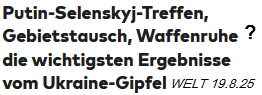 Putin-Selenskyj-Treffen,
Gebietstausch, Waffenruhe ?
die wichtigsten Ergebnisse
vom Ukraine-Gipfel WELT 19.8.25